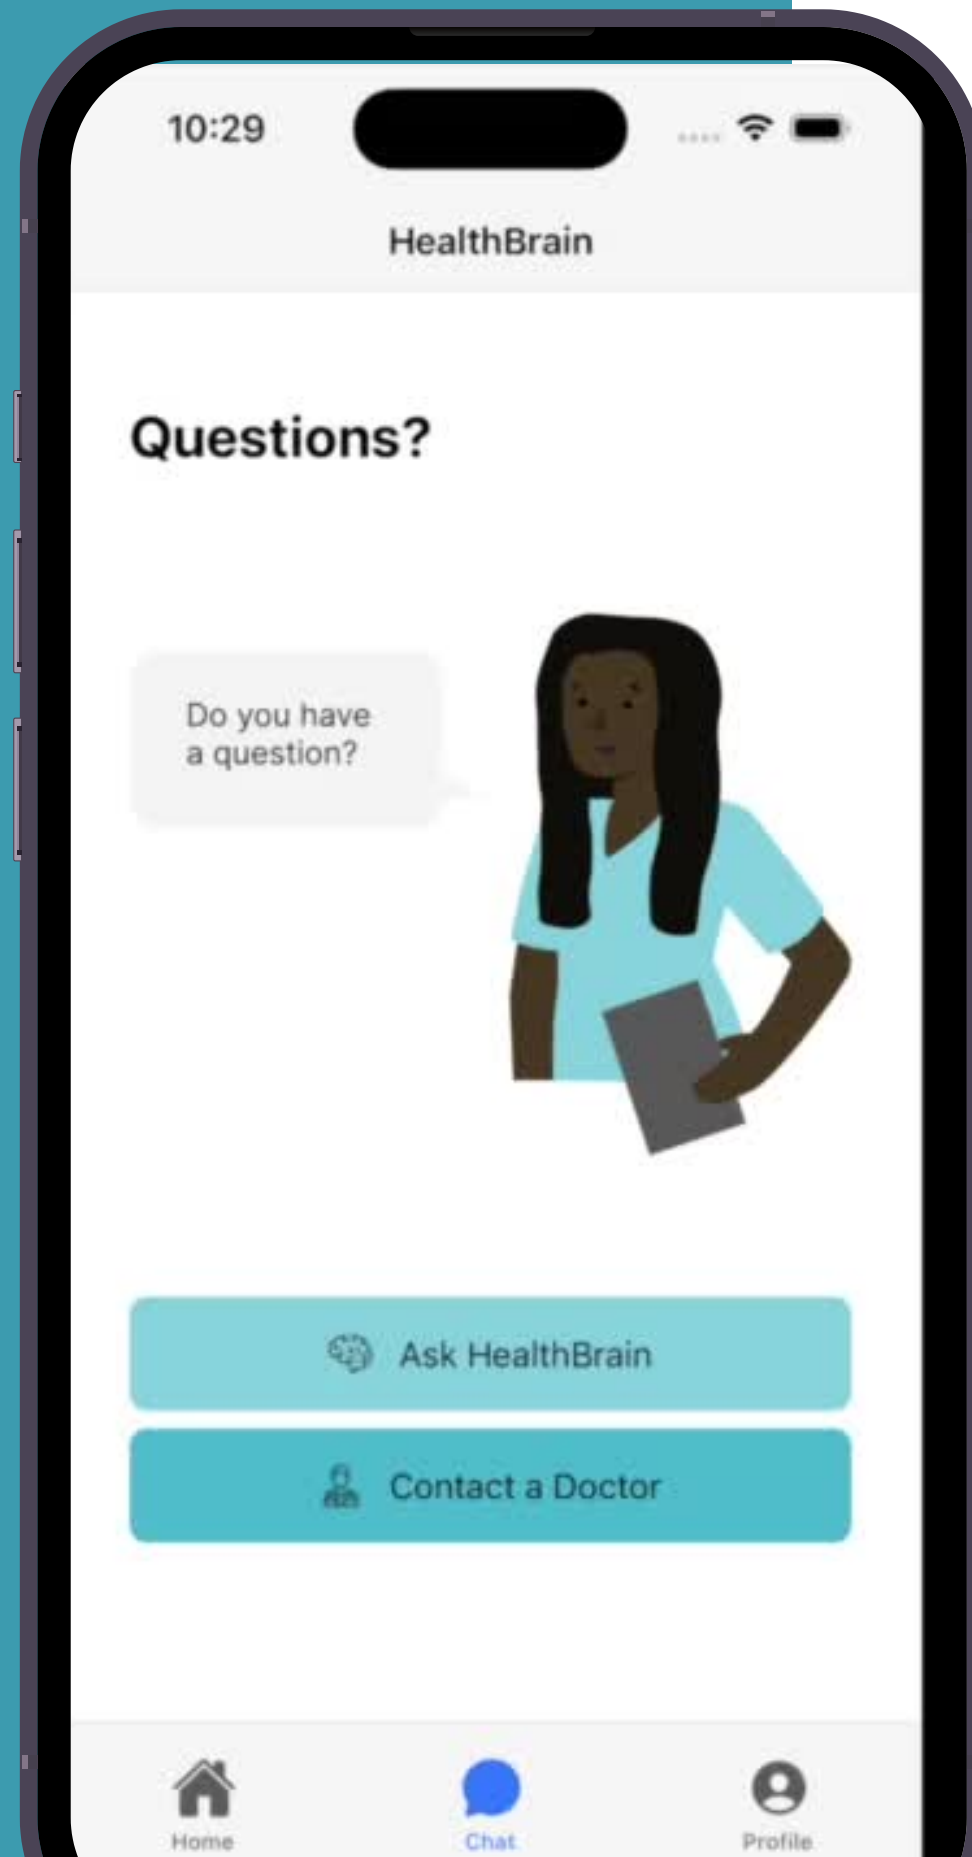 10:29
HealthBrain
Questions?
Do you have
a question?
Ask HealthBrain
Contact a Doctor
Home
Chat
Profile